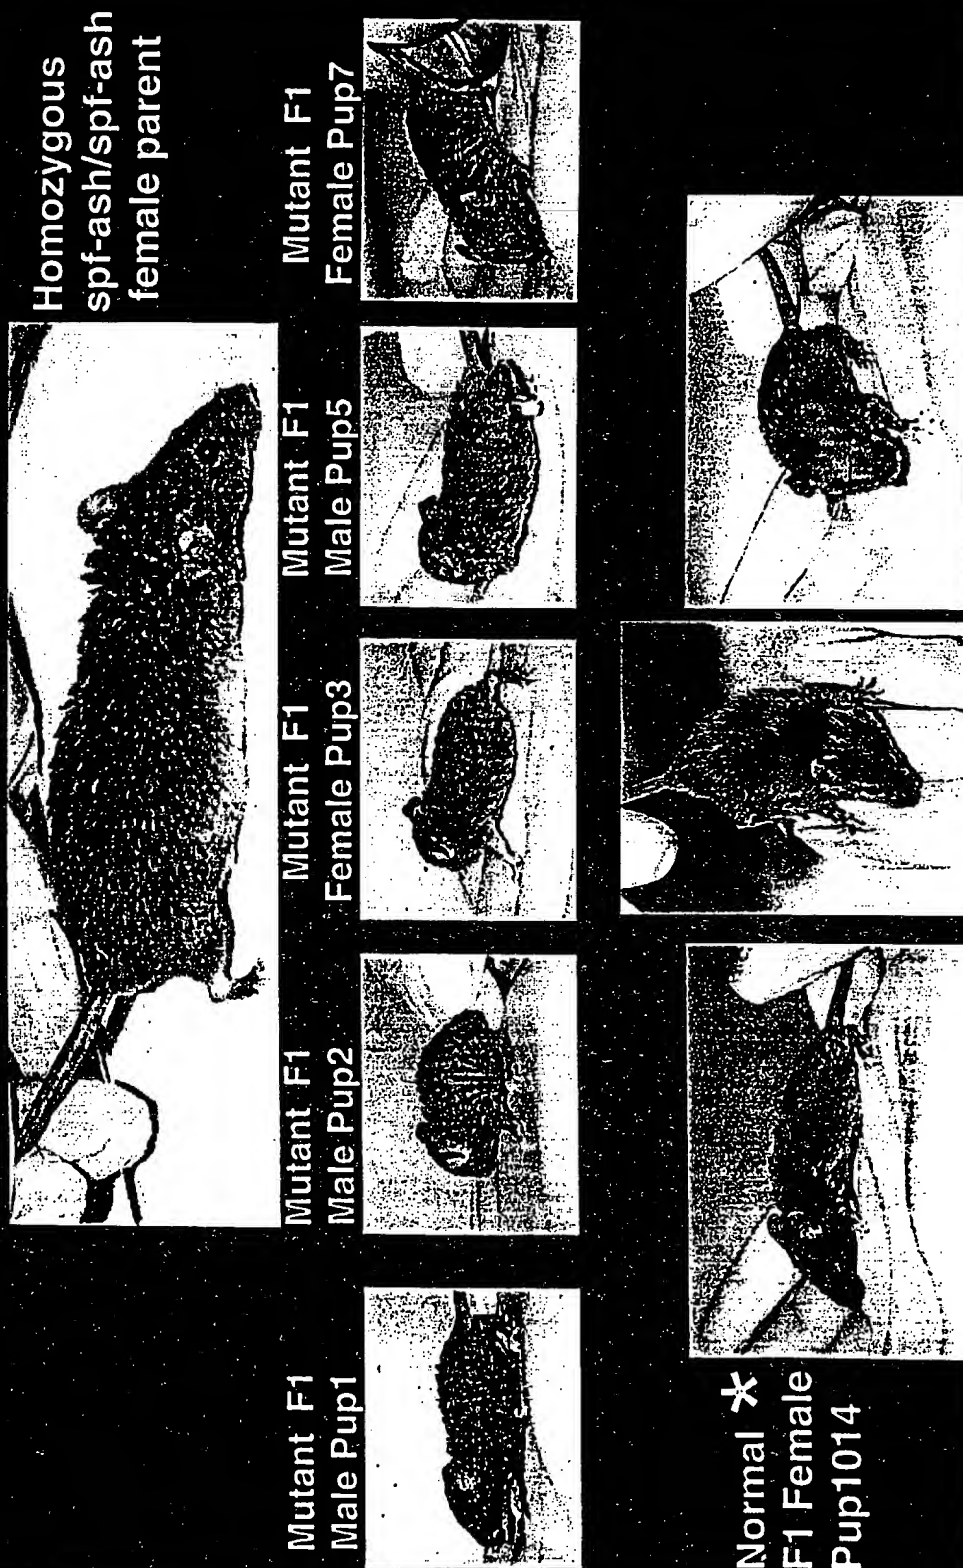 Homozygous
spf-ash/spf-ash
female parent
Mutant F1
Male Pup1
Mutant F1
Male Pup2
Mutant F1
Female Pup3
Mutant F1
Male Pup5
Mutant F1
Female Pup7
Normal *
F1 Female
Pup1014